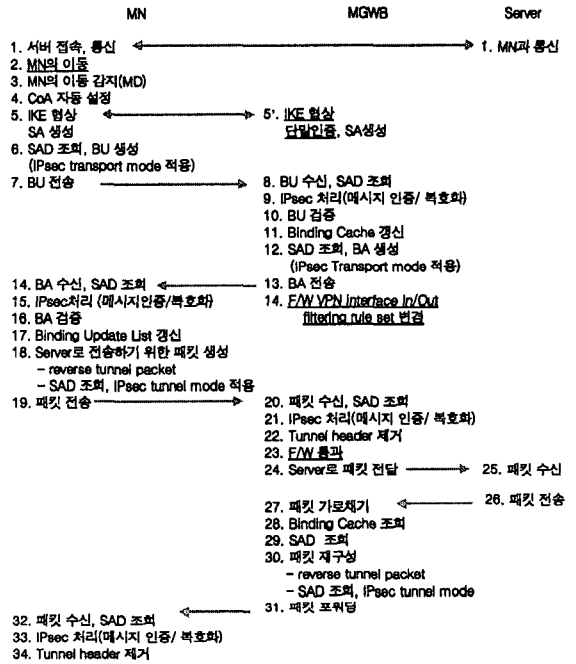 MN MGWB Server
1. 서버 접속, 통신 1. MN과 통신
2. MN의 이동
3. MN의 이동 감지(MD)
4. CoA 자동 설정
5. IKE 협상 5'. IKE 협상
SA 생성 단말인증, SA생성
6. SAD 조회, BU 생성
(IPsec transport mode 적용)
7. BU 전송 8. BU 수신, SAD 조회
9. IPsec 처리(메시지 인증/ 복호화)
10. BU 검증
11. Binding Cache 갱신
12. SAD 조회, BA 생성
(IPsec Transport mode 적용)
14. BA 수신, SAD 조회 13. BA 전송
15. IPsec처리 (메시지인증/복호화) 14. F/W VPN interface In/Out
16. BA 검증 filtering rule set 변경
17. Binding Update List 갱신
18. Server로 전송하기 위한 패킷 생성
- reverse tunnel packet
- SAD 조회, IPsec tunnel mode 적용
19. 패킷 전송 20. 패킷 수신, SAD 조회
21. IPsec 처리(메시지 인증/ 복호화)
22. Tunnel header 제거
23. F/W 통과
24. Server로 패킷 전달 25. 패킷 수신
27. 패킷 가로채기 26. 패킷 전송
28. Binding Cache 조회
29. SAD 조회
30. 패킷 재구성
- reverse tunnel packet
- SAD 조회, IPsec tunnel mode
32. 패킷 수신, SAD 조회 31. 패킷 포워딩
33. IPsec 처리(메시지 인증/ 복호화)
34. Tunnel header 제거